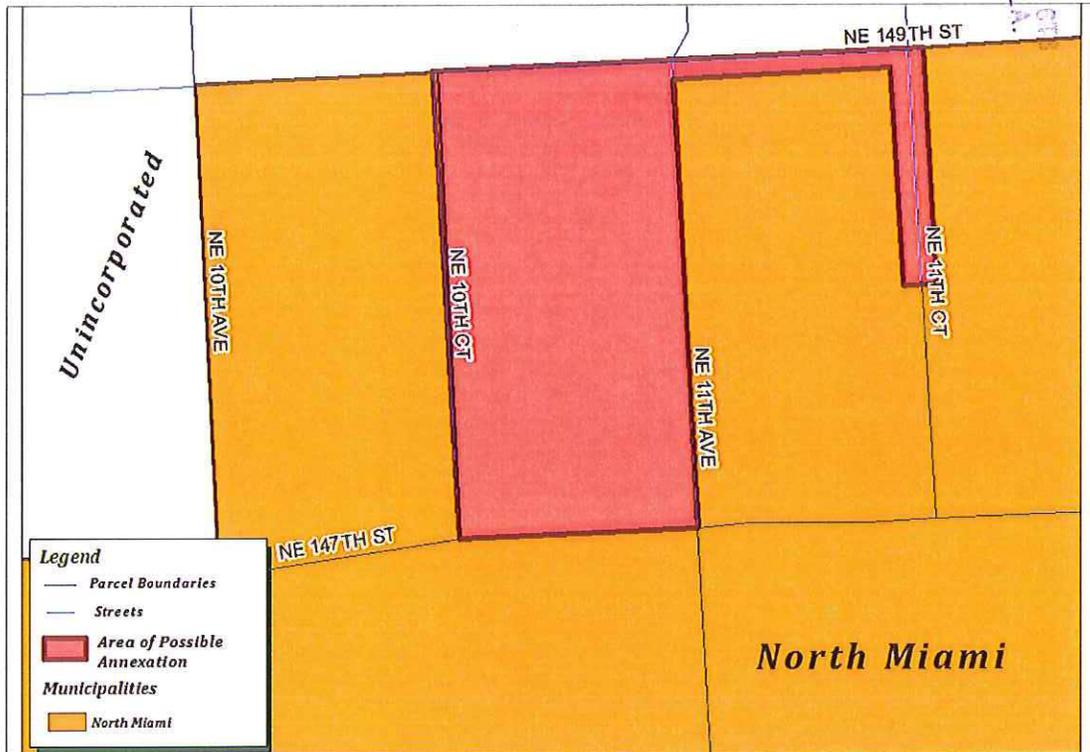 NE 149TH ST
Unincorporated
NE 10TH AVE
NE 10TH CT
NE 11TH AVE
NE 11TH CT
NE 147TH ST
North Miami
Legend
Parcel Boundaries
Streets
Area of Possible
Annexation
Municipalities
North Miami